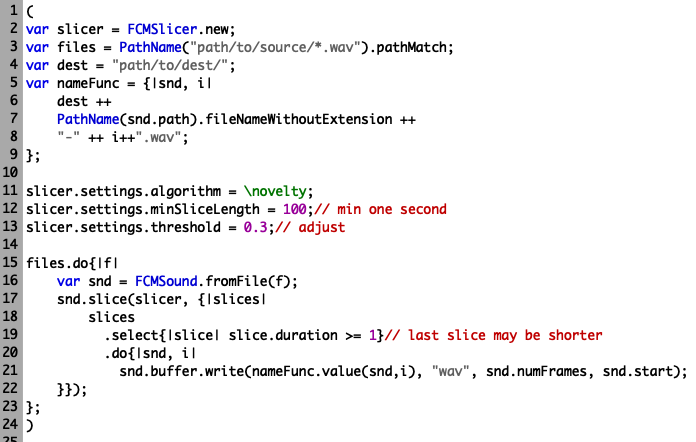 1 (
2 var slicer = FCMSlicer.new;
3 var files = PathName("path/to/source/*.wav").pathMatch;
4 var dest = "path/to/dest/";
5 var nameFunc = {|snd, i|
6     dest ++
7     PathName(snd.path).fileNameWithoutExtension ++
8     "-" ++ i++".wav";
9 };
10
11 slicer.settings.algorithm = \novelty;
12 slicer.settings.minSliceLength = 100;// min one second
13 slicer.settings.threshold = 0.3;// adjust
14
15 files.do{|f|
16     var snd = FCMSound.fromFile(f);
17     snd.slice(slicer, {|slices|
18         slices
19           .select{|slice| slice.duration >= 1}// last slice may be shorter
20           .do{|snd, i|
21             snd.buffer.write(nameFunc.value(snd,i), "wav", snd.numFrames, snd.start);
22     }});
23 };
24 )
25